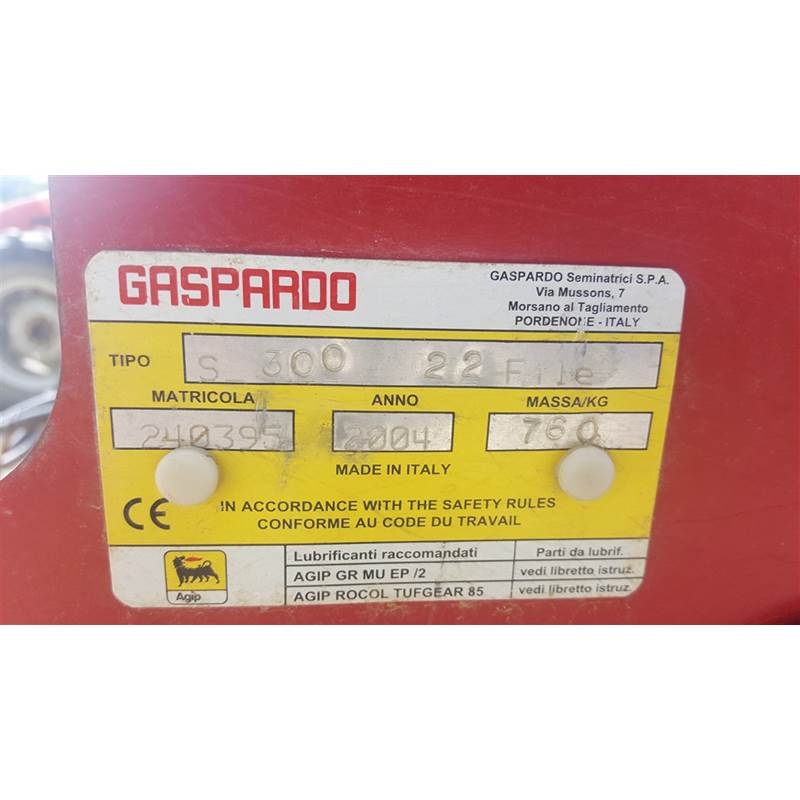 GASPARDO
GASPARDO Seminatrici S.P.A.
Via Mussons, 7
Morsano al Tagliamento
PORDENONE - ITALY
TIPO S 300 22 File
MATRICOLA ANNO MASSA/KG
240395 2004 760
MADE IN ITALY
CE IN ACCORDANCE WITH THE SAFETY RULES
CONFORME AU CODE DU TRAVAIL
Lubrificanti raccomandati Parti da lubrif.
AGIP GR MU EP /2 vedi libretto istruz.
AGIP ROCOL TUFGEAR 85 vedi libretto istruz.
Agip